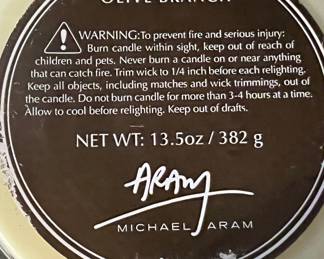 OLIVE BRANCH
WARNING:To prevent fire and serious injury:
Burn candle within sight, keep out of reach of
children and pets. Never burn a candle on or near anything
that can catch fire. Trim wick to 1/4 inch before each relighting.
Keep all objects, including matches and wick trimmings, out of
the candle. Do not burn candle for more than 3-4 hours at a time.
Allow to cool before relighting. Keep out of drafts.
NET WT: 13.5oz / 382 g
ARAM
MICHAEL ARAM